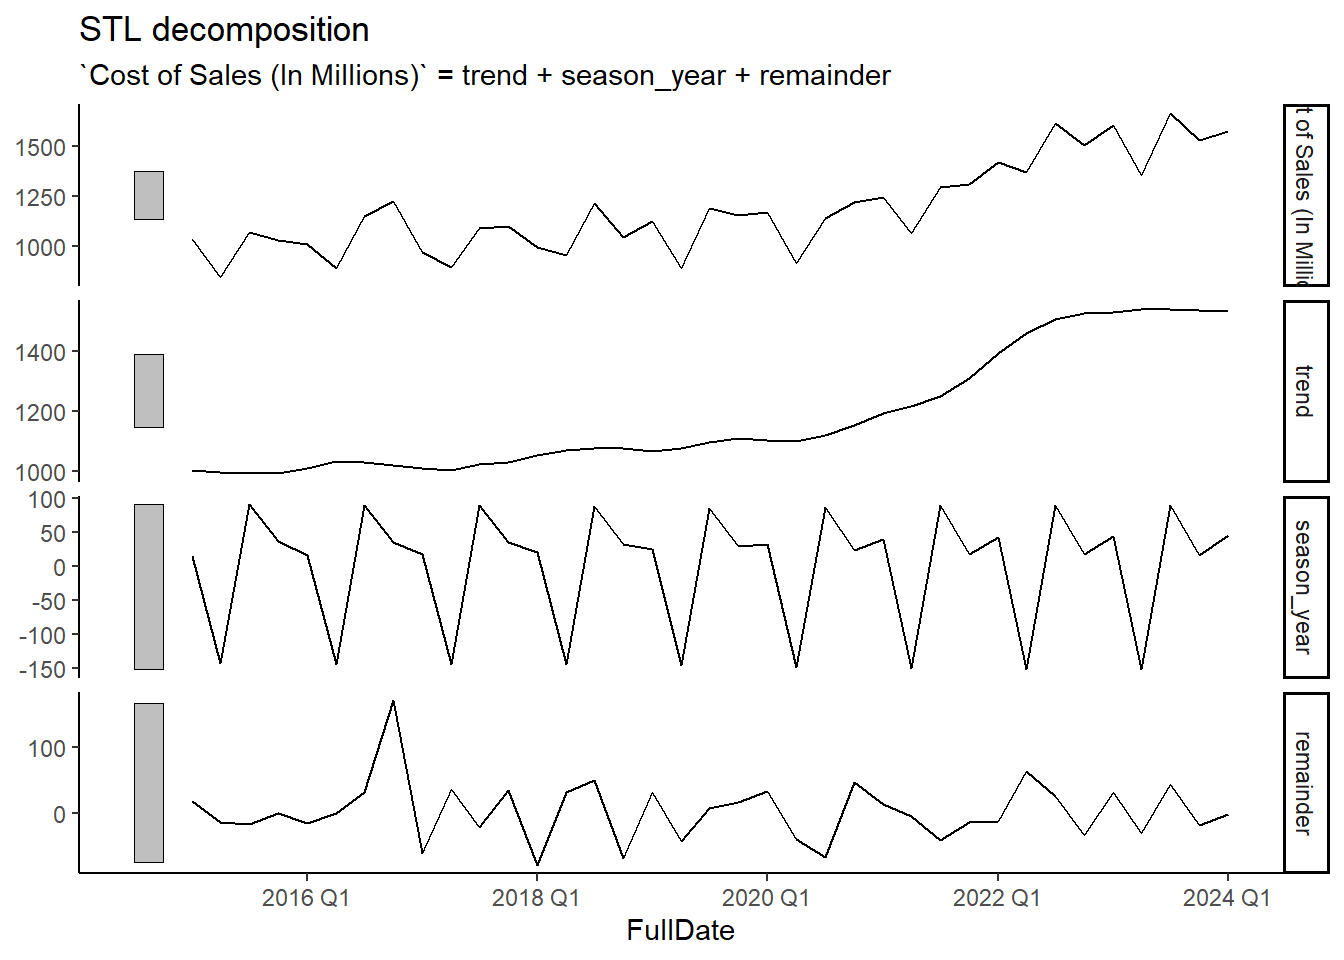 STL decomposition
`Cost of Sales (In Millions)` = trend + season_year + remainder
1500
1250
1000
t of Sales (In Milli
1400
1200
1000
trend
100
50
0
-50
-100
-150
season_year
100
0
remainder
2016 Q1
2018 Q1
2020 Q1
2022 Q1
2024 Q1
FullDate